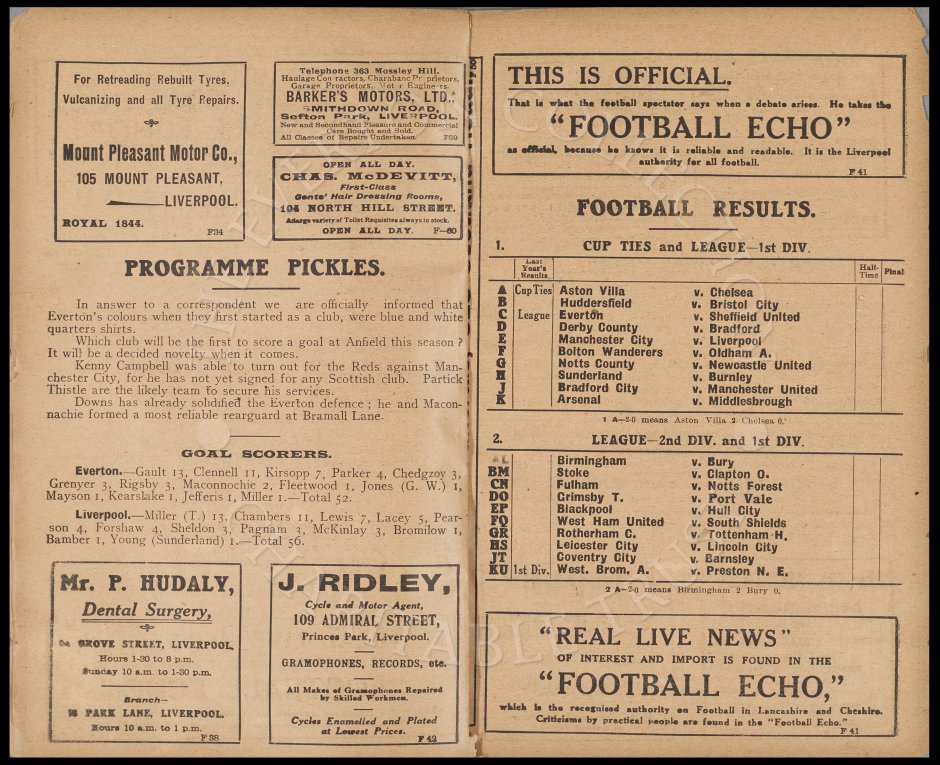 For Retreading Rebuilt Tyres,
Vulcanizing and all Tyre Repairs.
Mount Pleasant Motor Co.,
105 MOUNT PLEASANT,
LIVERPOOL.
ROYAL 1844. F34
Telephone 363 Mossley Hill.
Haulage Contractors, Charabanc Proprietors,
Garage Proprietors, Motor Engineers.
BARKER'S MOTORS, LTD.,
SMITHDOWN ROAD,
Sefton Park, LIVERPOOL.
New and Secondhand Pleasure and Commercial
Cars Bought and Sold.
All Classes of Repairs Undertaken. F59
OPEN ALL DAY.
CHAS. McDEVITT,
First-Class
Gents' Hair Dressing Rooms,
104 NORTH HILL STREET.
A large variety of Toilet Requisites always in stock.
OPEN ALL DAY. F—60
PROGRAMME PICKLES.
In answer to a correspondent we are officially informed that
Everton's colours when they first started as a club, were blue and white
quarters shirts.
Which club will be the first to score a goal at Anfield this season?
It will be a decided novelty when it comes.
Kenny Campbell was able to turn out for the Reds against Man-
chester City, for he has not yet signed for any Scottish club. Partick
Thistle are the likely team to secure his services.
Downs has already solidified the Everton defence; he and Macon-
nachie formed a most reliable rearguard at Bramall Lane.
GOAL SCORERS.
Everton.—Gault 13, Clennell 11, Kirsopp 7, Parker 4, Chedgzoy 3,
Grenyer 3, Rigsby 3, Maconnochie 2, Fleetwood 1, Jones (G. W.) 1,
Mayson 1, Kearslake 1, Jefferis 1, Miller 1.—Total 52.
Liverpool.—Miller (T.) 13, Chambers 11, Lewis 7, Lacey 5, Pear-
son 4, Forshaw 4, Sheldon 3, Pagnam 3, McKinlay 3, Bromilow 1,
Bamber 1, Young (Sunderland) 1.—Total 56.
Mr. P. HUDALY,
Dental Surgery,
GROVE STREET, LIVERPOOL.
Hours 1-30 to 8 p.m.
Sunday 10 a.m. to 1-30 p.m.
Branch—
PARK LANE, LIVERPOOL.
Hours 10 a.m. to 1 p.m.
F 38
J. RIDLEY,
Cycle and Motor Agent,
109 ADMIRAL STREET,
Princes Park, Liverpool.
GRAMOPHONES, RECORDS, etc.
All Makes of Gramophones Repaired
by Skilled Workmen.
Cycles Enamelled and Plated
at Lowest Prices. F 42
F 50
THIS IS OFFICIAL.
That is what the football spectator says when a debate arises. He takes the
"FOOTBALL ECHO"
as official, because he knows it is reliable and readable. It is the Liverpool
authority for all football.
F 41
FOOTBALL RESULTS.
1. CUP TIES and LEAGUE—1st DIV.
Last Year's Results. Half-Time Final
A Cup Ties Aston Villa v. Chelsea
B Huddersfield v. Bristol City
C League Everton v. Sheffield United
D Derby County v. Bradford
E Manchester City v. Liverpool
F Bolton Wanderers v. Oldham A.
G Notts County v. Newcastle United
H Sunderland v. Burnley
J Bradford City v. Manchester United
K Arsenal v. Middlesbrough
1 A—2-0 means Aston Villa 2 Chelsea 0.
2. LEAGUE—2nd DIV. and 1st DIV.
AL Birmingham v. Bury
BM Stoke v. Clapton O.
CN Fulham v. Notts Forest
DO Grimsby T. v. Port Vale
EP Blackpool v. Hull City
FQ West Ham United v. South Shields
GR Rotherham C. v. Tottenham H.
HS Leicester City v. Lincoln City
JT Coventry City v. Barnsley
KU 1st Div. West. Brom. A. v. Preston N. E.
2 A—2-0 means Birmingham 2 Bury 0.
"REAL LIVE NEWS"
OF INTEREST AND IMPORT IS FOUND IN THE
"FOOTBALL ECHO,"
which is the recognised authority on Football in Lancashire and Cheshire.
Criticisms by practical people are found in the "Football Echo."
F 41